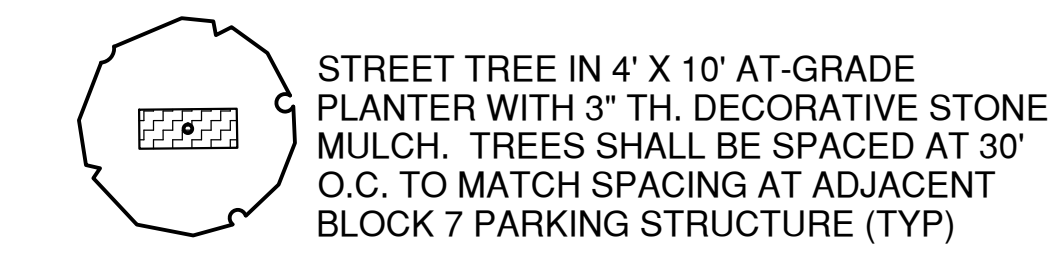 STREET TREE IN 4' X 10' AT-GRADE
PLANTER WITH 3" TH. DECORATIVE STONE
MULCH.  TREES SHALL BE SPACED AT 30'
O.C. TO MATCH SPACING AT ADJACENT
BLOCK 7 PARKING STRUCTURE (TYP)